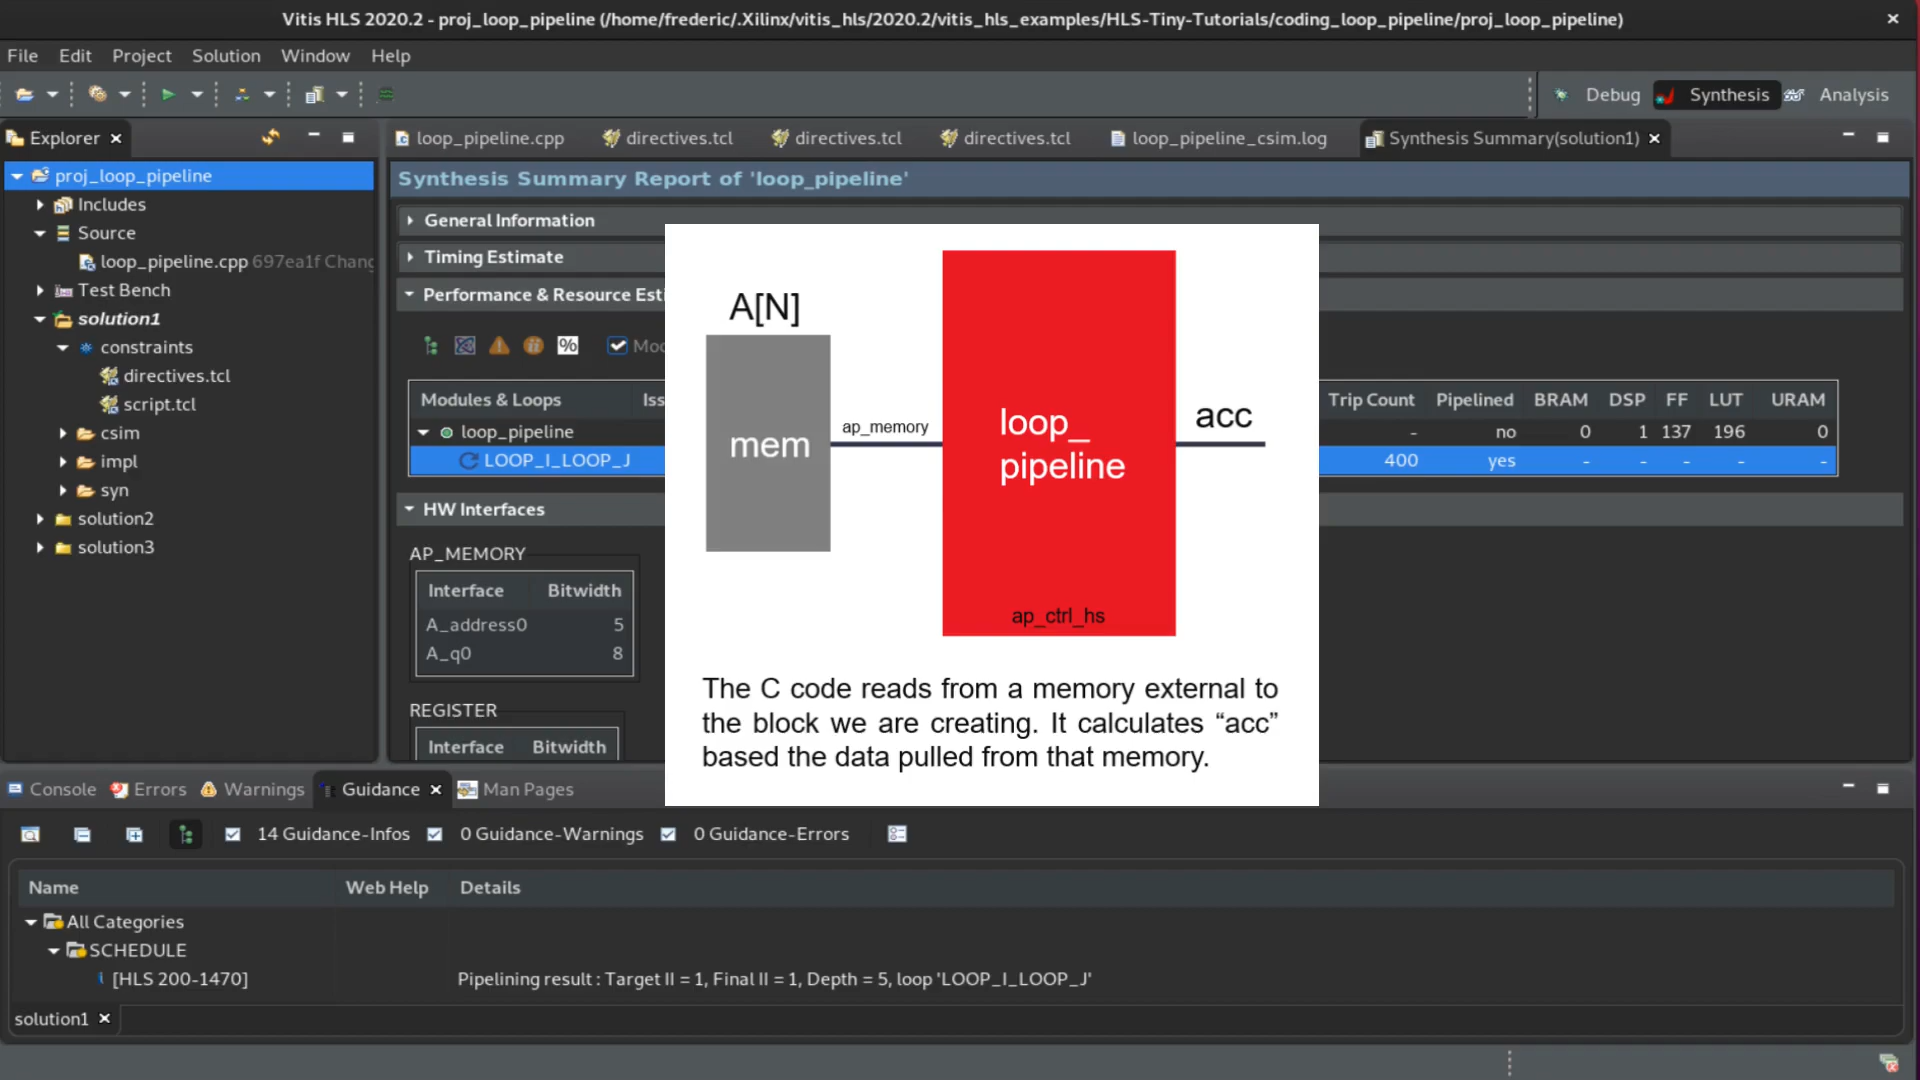 Vitis HLS 2020.2 - proj_loop_pipeline (/home/frederic/.Xilinx/vitis_hls/2020.2/vitis_hls_examples/HLS-Tiny-Tutorials/coding_loop_pipeline/proj_loop_pipeline)
File Edit Project Solution Window Help
Debug Synthesis Analysis
Explorer
loop_pipeline.cpp directives.tcl directives.tcl directives.tcl loop_pipeline_csim.log Synthesis Summary(solution1)
proj_loop_pipeline
Includes
Source
loop_pipeline.cpp 697ea1f Chang
Test Bench
solution1
constraints
directives.tcl
script.tcl
csim
impl
syn
solution2
solution3
Synthesis Summary Report of 'loop_pipeline'
General Information
Timing Estimate
Performance & Resource Esti
% Mod
Modules & Loops Iss Trip Count Pipelined BRAM DSP FF LUT URAM
loop_pipeline - no 0 1 137 196 0
LOOP_I_LOOP_J 400 yes - - - - -
HW Interfaces
AP_MEMORY
Interface Bitwidth
A_address0 5
A_q0 8
REGISTER
Interface Bitwidth
A[N]
mem
ap_memory
loop_
pipeline
acc
ap_ctrl_hs
The C code reads from a memory external to
the block we are creating. It calculates “acc”
based the data pulled from that memory.
Console Errors Warnings Guidance Man Pages
14 Guidance-Infos 0 Guidance-Warnings 0 Guidance-Errors
Name Web Help Details
All Categories
SCHEDULE
[HLS 200-1470] Pipelining result : Target II = 1, Final II = 1, Depth = 5, loop 'LOOP_I_LOOP_J'
solution1